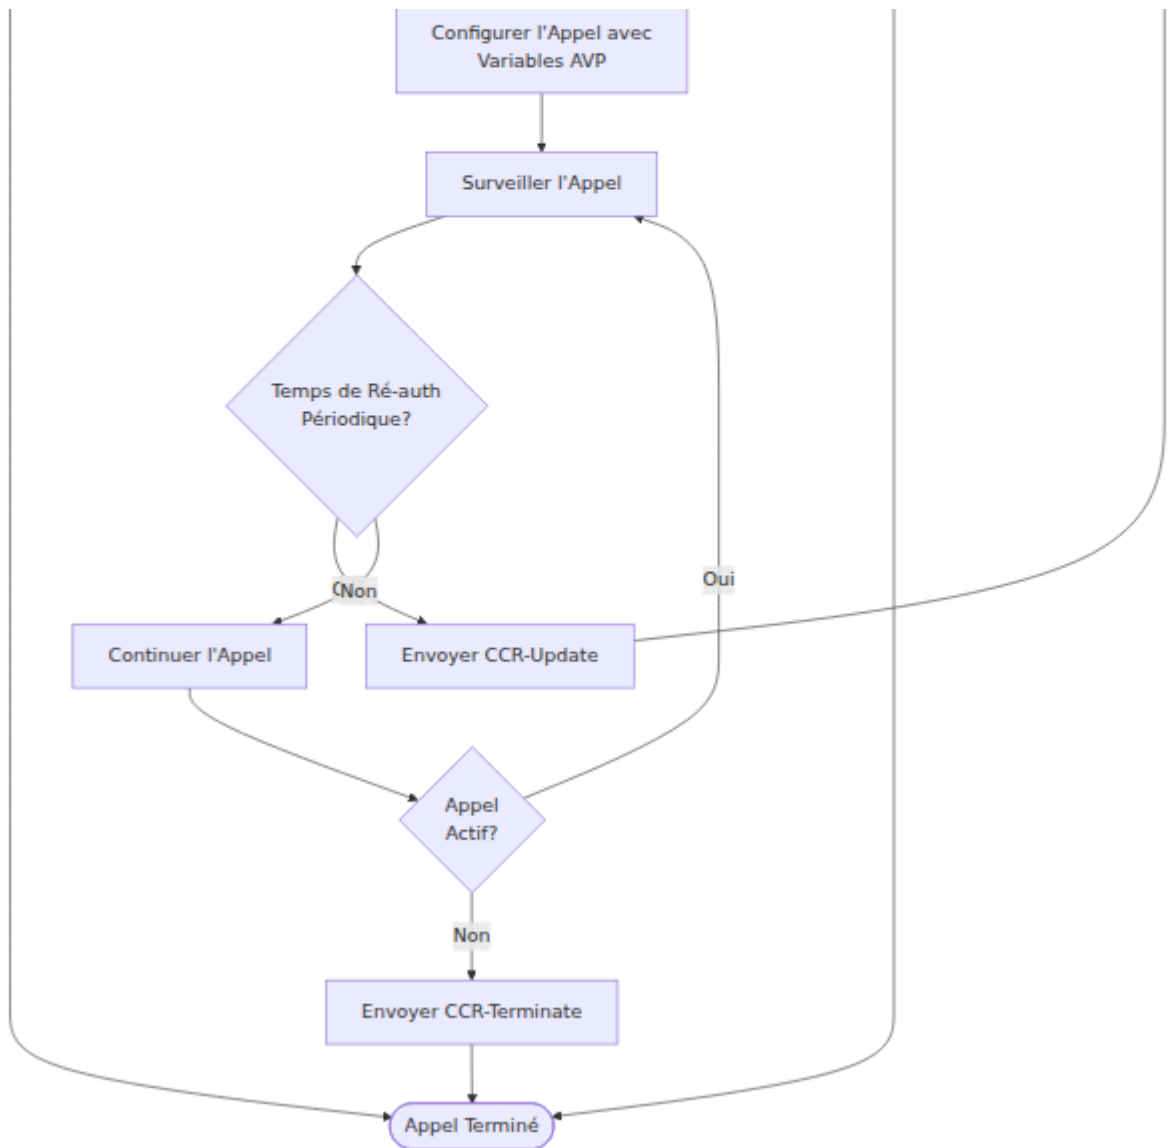 Configurer l'Appel avec
Variables AVP
Surveiller l'Appel
Temps de Ré-auth
Périodique?
Non
Oui
Continuer l'Appel
Envoyer CCR-Update
Appel
Actif?
Non
Envoyer CCR-Terminate
Appel Terminé